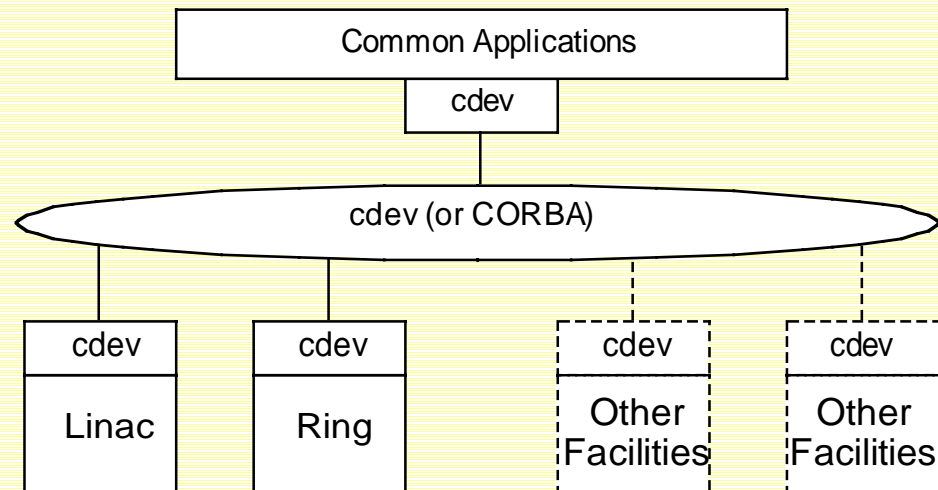 Common Applications
cdev
cdev (or CORBA)
cdev
cdev
cdev
cdev
Linac
Ring
Other
Facilities
Other
Facilities